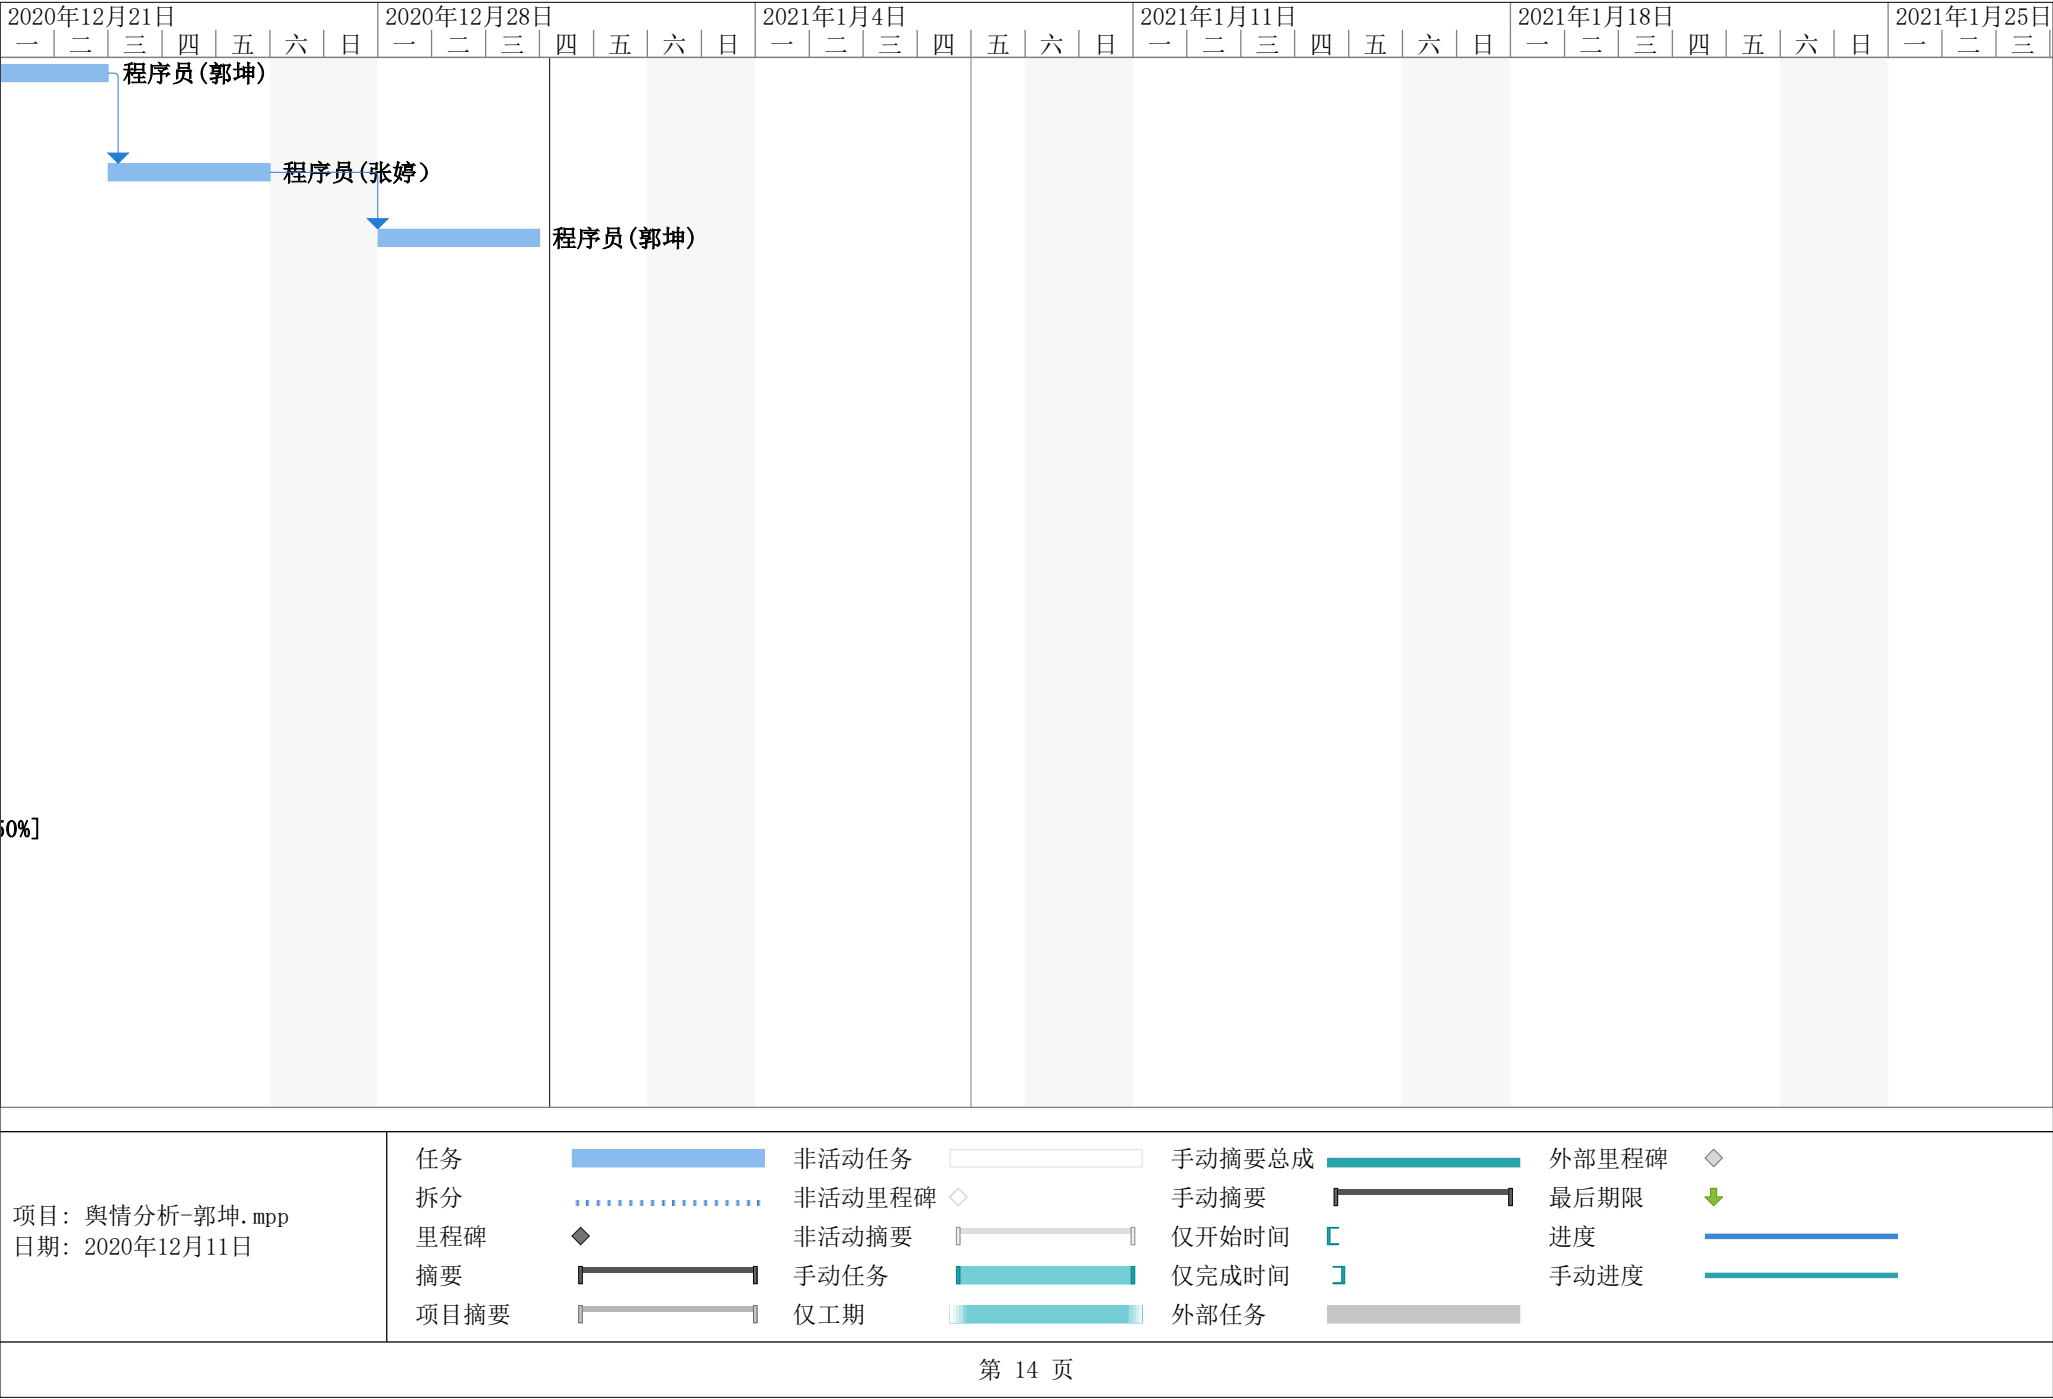 2020年12月21日 2020年12月28日 2021年1月4日 2021年1月11日 2021年1月18日 2021年1月25日
一 二 三 四 五 六 日 一 二 三 四 五 六 日 一 二 三 四 五 六 日 一 二 三 四 五 六 日 一 二 三 四 五 六 日 一 二 三
程序员(郭坤)
程序员(张婷）
程序员(郭坤)
50%]
项目: 舆情分析-郭坤.mpp
日期: 2020年12月11日
任务
拆分
里程碑
摘要
项目摘要
非活动任务
非活动里程碑
非活动摘要
手动任务
仅工期
手动摘要总成
手动摘要
仅开始时间
仅完成时间
外部任务
外部里程碑
最后期限
进度
手动进度
第 14 页